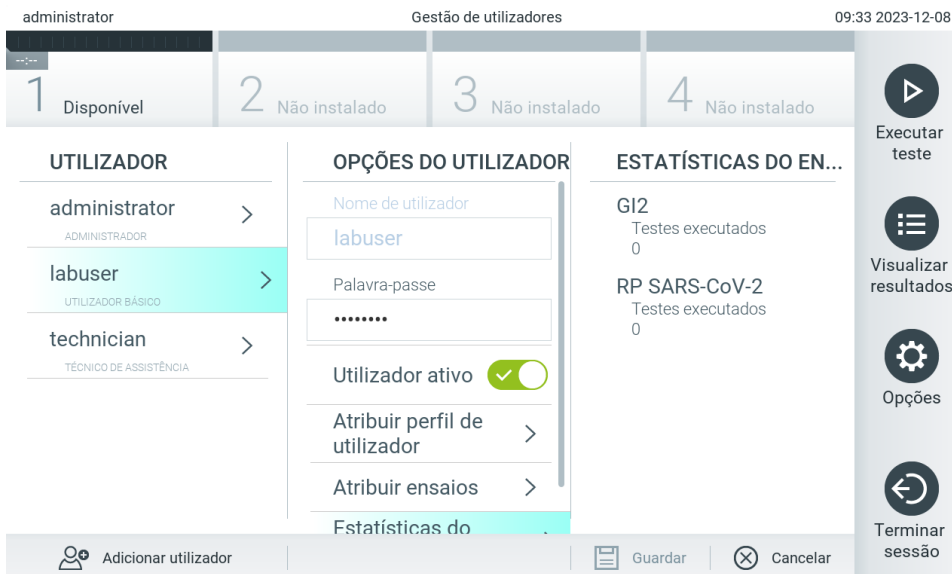 administrator
Gestão de utilizadores
09:33 2023-12-08
--:--
1 Disponível
2 Não instalado
3 Não instalado
4 Não instalado
UTILIZADOR
administrator
ADMINISTRADOR
labuser
UTILIZADOR BÁSICO
technician
TÉCNICO DE ASSISTÊNCIA
OPÇÕES DO UTILIZADOR
Nome de utilizador
labuser
Palavra-passe
••••••••
Utilizador ativo
Atribuir perfil de
utilizador
Atribuir ensaios
Estatísticas do
ESTATÍSTICAS DO EN...
GI2
Testes executados
0
RP SARS-CoV-2
Testes executados
0
Executar
teste
Visualizar
resultados
Opções
Terminar
sessão
Adicionar utilizador
Guardar
Cancelar